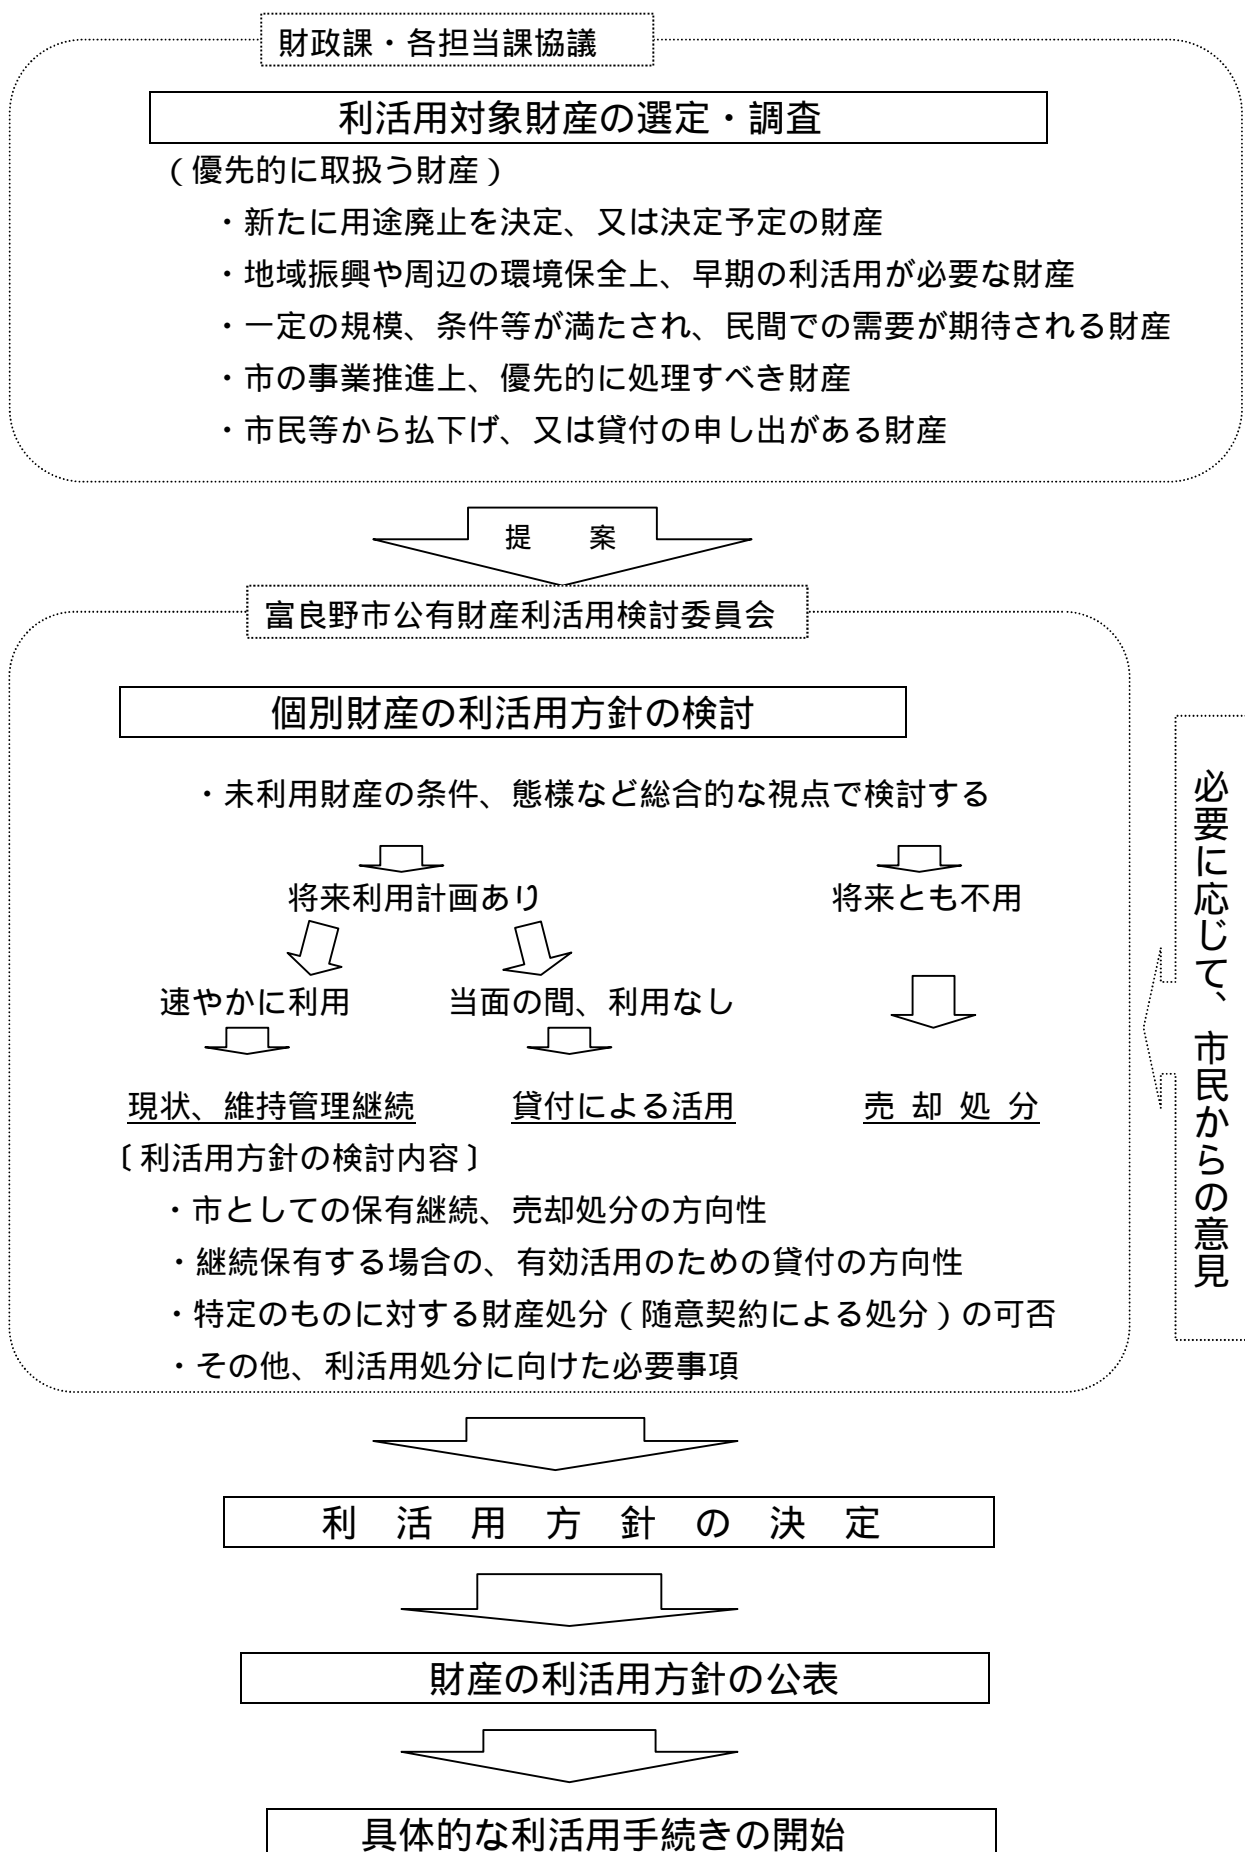 財政課・各担当課協議
利活用対象財産の選定・調査
(優先的に取扱う財産)
・新たに用途廃止を決定、又は決定予定の財産
・地域振興や周辺の環境保全上、早期の利活用が必要な財産
・一定の規模、条件等が満たされ、民間での需要が期待される財産
・市の事業推進上、優先的に処理すべき財産
・市民等から払下げ、又は貸付の申し出がある財産
提　案
富良野市公有財産利活用検討委員会
個別財産の利活用方針の検討
・未利用財産の条件、態様など総合的な視点で検討する
将来利用計画あり
将来とも不用
速やかに利用
当面の間、利用なし
現状、維持管理継続
貸付による活用
売 却 処 分
〔利活用方針の検討内容〕
・市としての保有継続、売却処分の方向性
・継続保有する場合の、有効活用のための貸付の方向性
・特定のものに対する財産処分(随意契約による処分)の可否
・その他、利活用処分に向けた必要事項
必要に応じて、市民からの意見
利　活　用　方　針　の　決　定
財産の利活用方針の公表
具体的な利活用手続きの開始